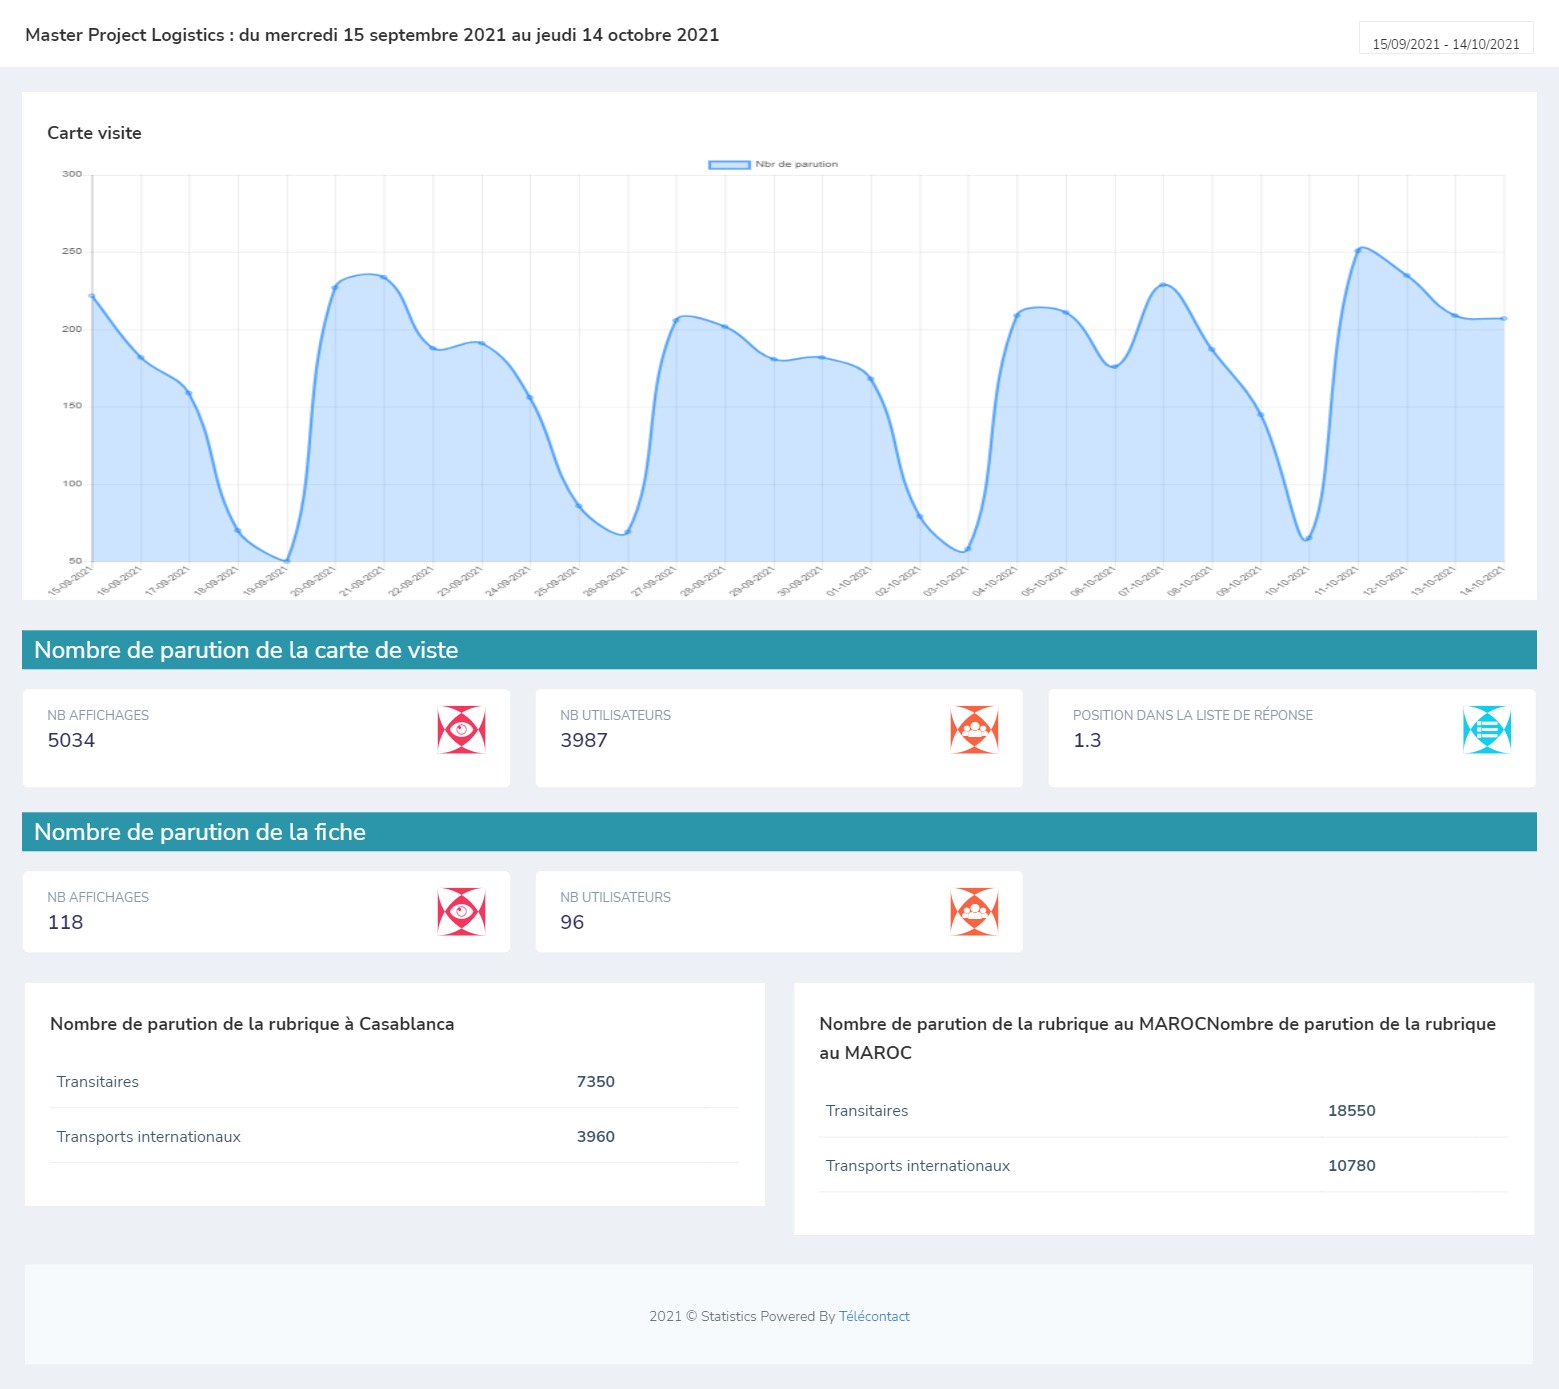 Master Project Logistics : du mercredi 15 septembre 2021 au jeudi 14 octobre 2021
15/09/2021 - 14/10/2021
Carte visite
Nbr de parution
300
250
200
150
100
50
15-09-2021
16-09-2021
17-09-2021
18-09-2021
19-09-2021
20-09-2021
21-09-2021
22-09-2021
23-09-2021
24-09-2021
25-09-2021
26-09-2021
27-09-2021
28-09-2021
29-09-2021
30-09-2021
01-10-2021
02-10-2021
03-10-2021
04-10-2021
05-10-2021
06-10-2021
07-10-2021
08-10-2021
09-10-2021
10-10-2021
11-10-2021
12-10-2021
13-10-2021
14-10-2021
Nombre de parution de la carte de viste
NB AFFICHAGES
5034
NB UTILISATEURS
3987
POSITION DANS LA LISTE DE RÉPONSE
1.3
Nombre de parution de la fiche
NB AFFICHAGES
118
NB UTILISATEURS
96
Nombre de parution de la rubrique à Casablanca
Transitaires 7350
Transports internationaux 3960
Nombre de parution de la rubrique au MAROCNombre de parution de la rubrique
au MAROC
Transitaires 18550
Transports internationaux 10780
2021 © Statistics Powered By Télécontact